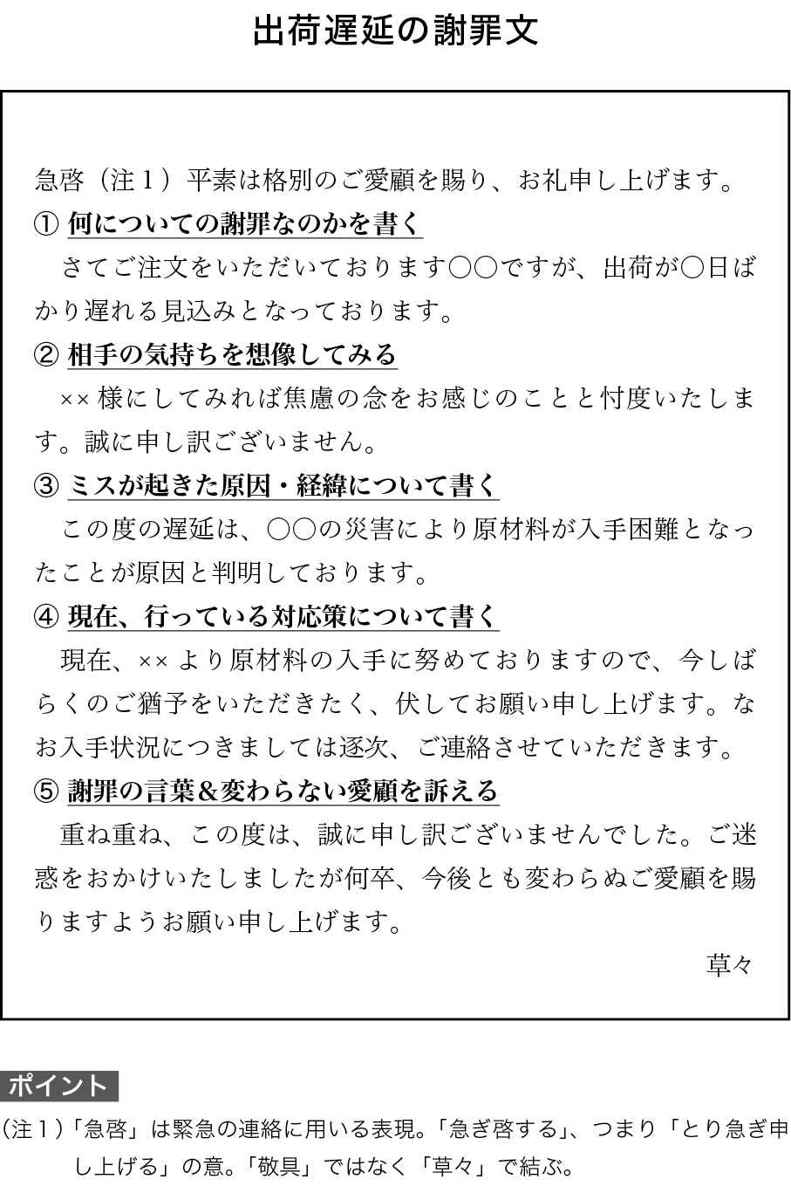 出荷遅延の謝罪文
急啓（注１）平素は格別のご愛顧を賜り、お礼申し上げます。
① 何についての謝罪なのかを書く
　さてご注文をいただいております〇〇ですが、出荷が〇日ば
かり遅れる見込みとなっております。
② 相手の気持ちを想像してみる
　×× 様にしてみれば焦慮の念をお感じのことと忖度いたしま
す。誠に申し訳ございません。
③ ミスが起きた原因・経緯について書く
　この度の遅延は、〇〇の災害により原材料が入手困難となっ
たことが原因と判明しております。
④ 現在、行っている対応策について書く
　現在、×× より原材料の入手に努めておりますので、今しば
らくのご猶予をいただきたく、伏してお願い申し上げます。な
お入手状況につきましては逐次、ご連絡させていただきます。
⑤ 謝罪の言葉＆変わらない愛顧を訴える
　重ね重ね、この度は、誠に申し訳ございませんでした。ご迷
惑をおかけいたしましたが何卒、今後とも変わらぬご愛顧を賜
りますようお願い申し上げます。
草々
ポイント
（注１）「急啓」は緊急の連絡に用いる表現。「急ぎ啓する」、つまり「とり急ぎ申
し上げる」の意。「敬具」ではなく「草々」で結ぶ。